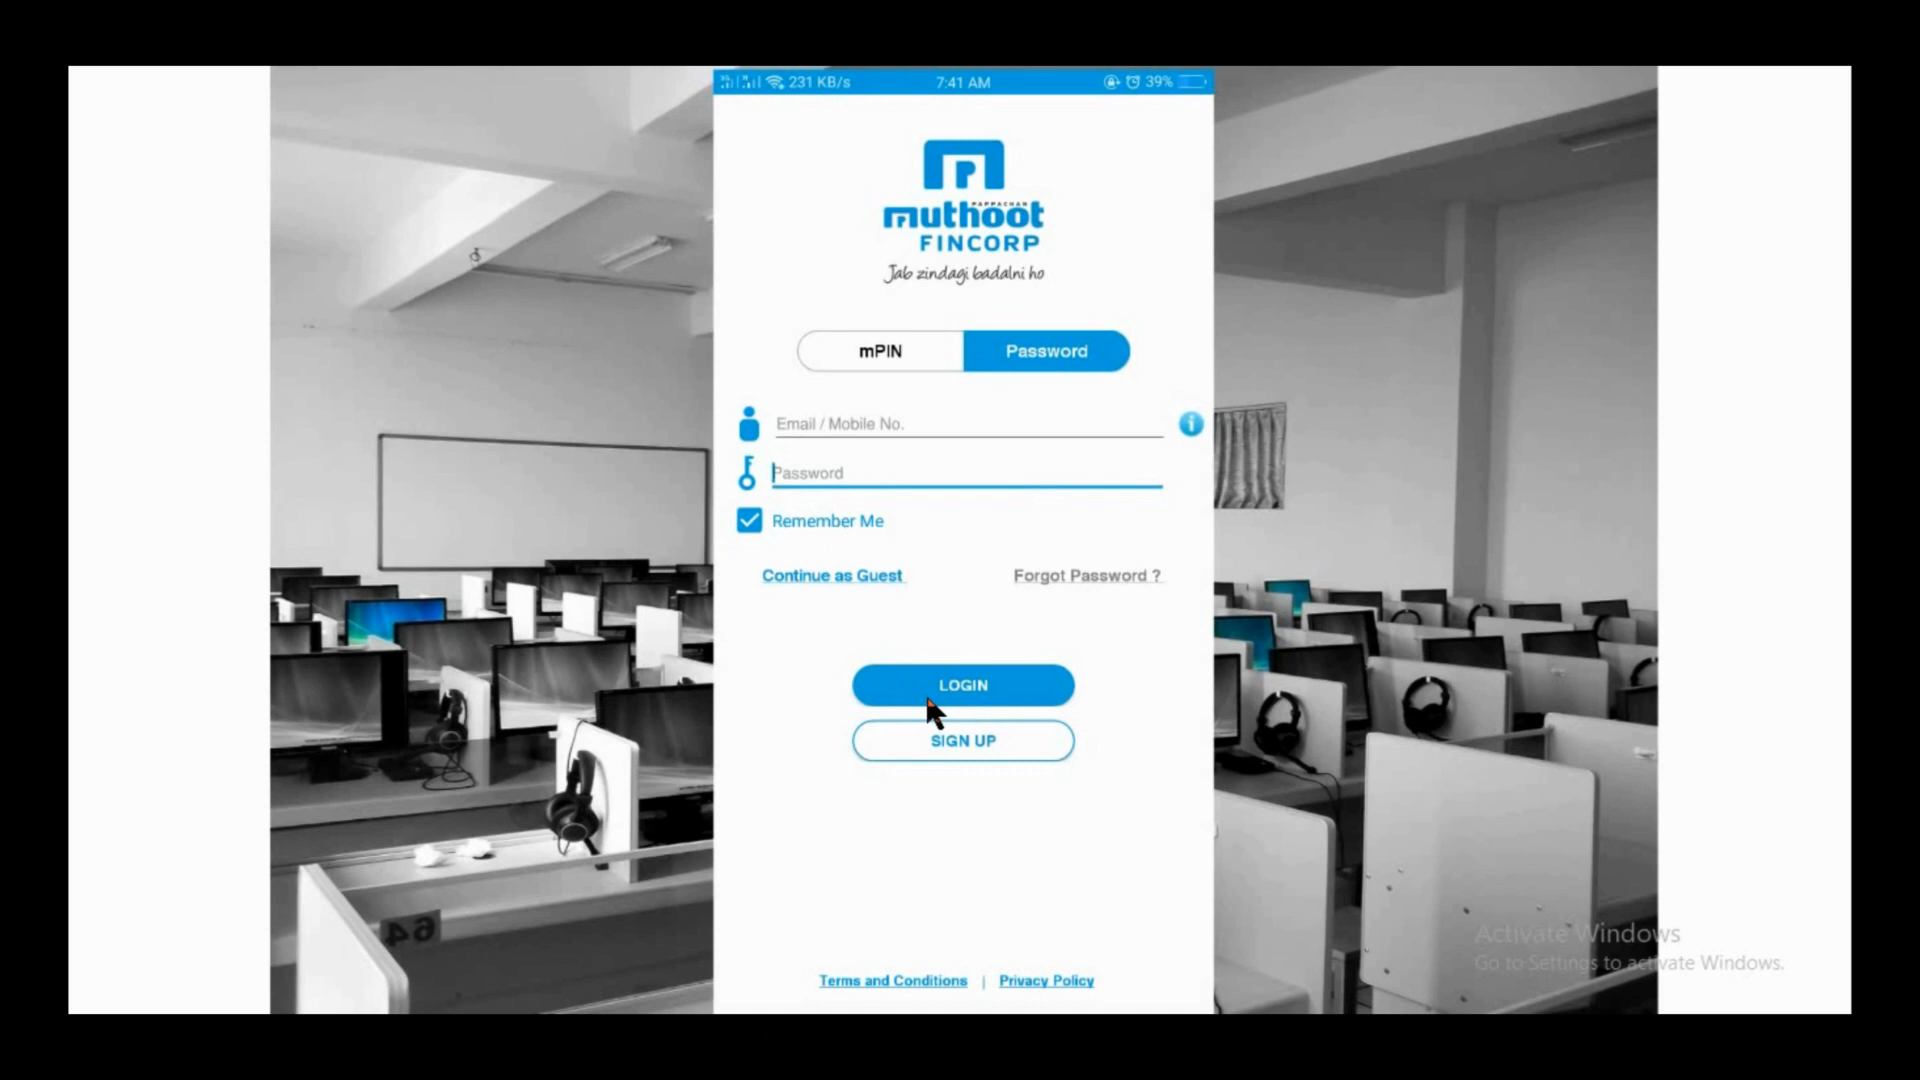 231 KB/s 7:41 AM 39%
PAPPACHAN
muthoot
FINCORP
Jab zindagi badalni ho
mPIN Password
Email / Mobile No.
Password
Remember Me
Continue as Guest Forgot Password ?
LOGIN
SIGN UP
64
Activate Windows
Go to Settings to activate Windows.
Terms and Conditions | Privacy Policy